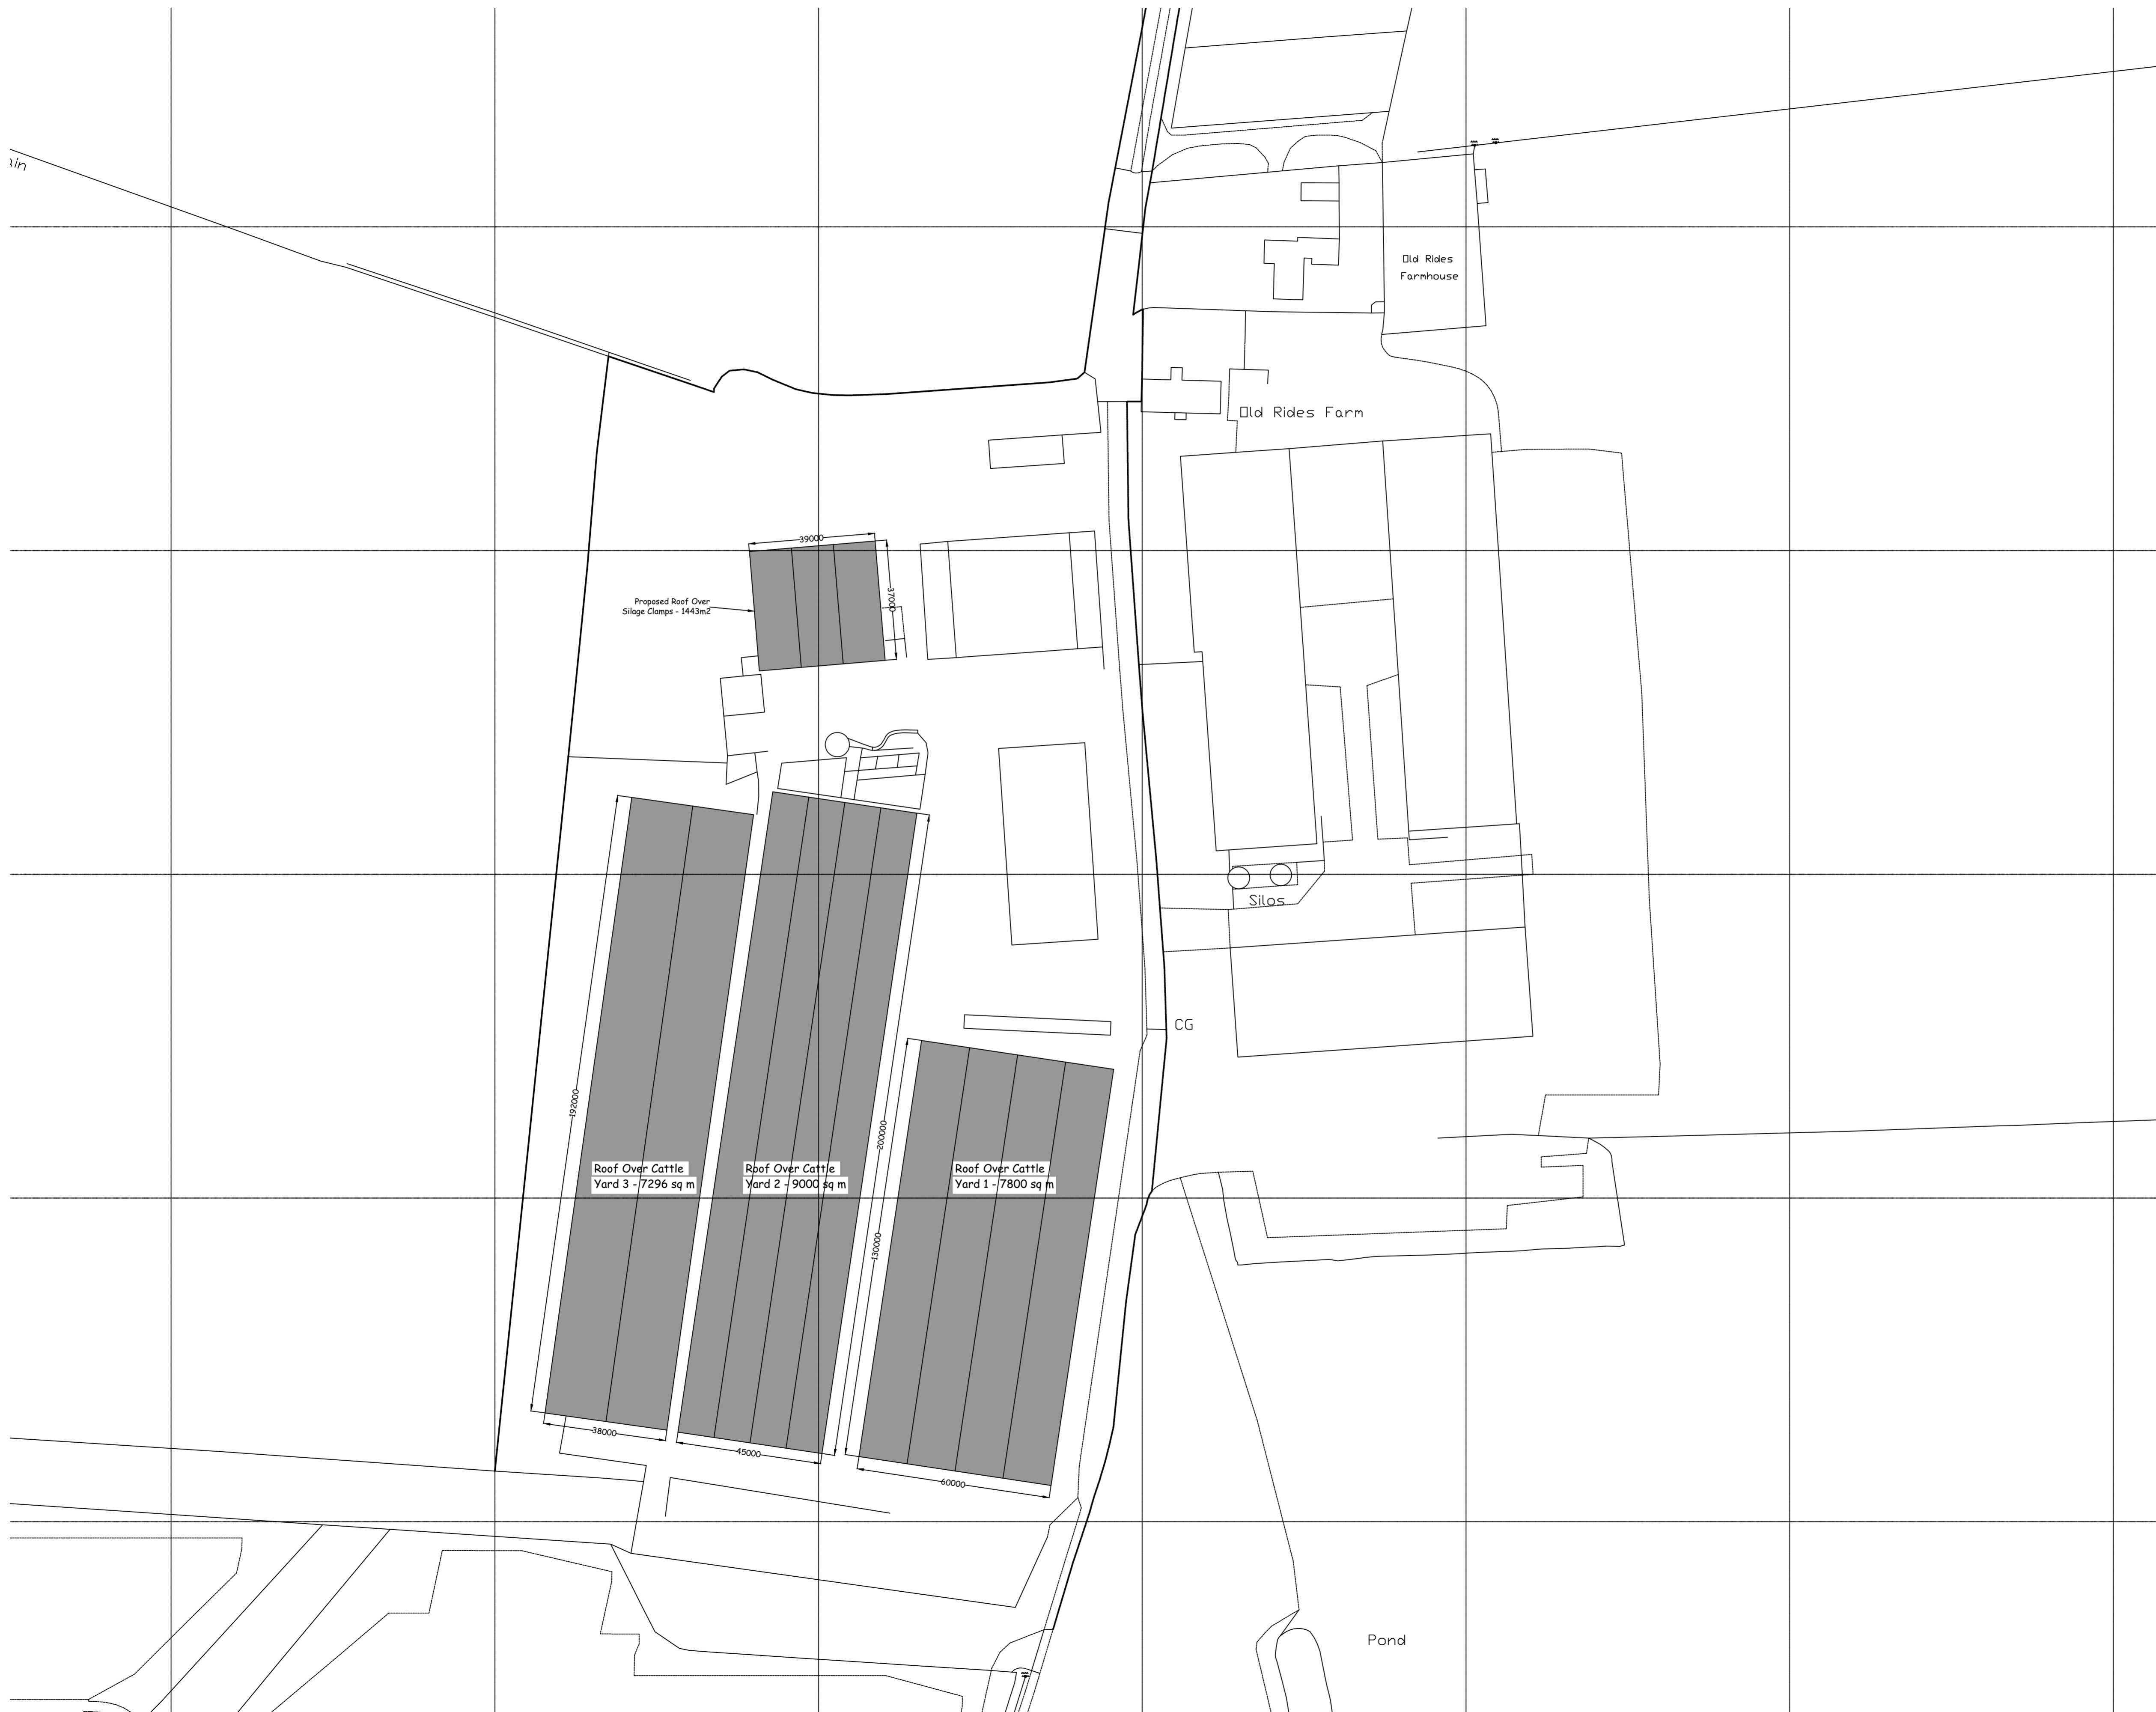 Old Rides
Farmhouse
Old Rides Farm
39000
37000
Proposed Roof Over
Silage Clamps - 1443m2
Silos
CG
192000
200000
130000
Roof Over Cattle
Yard 3 - 7296 sq m
Roof Over Cattle
Yard 2 - 9000 sq m
Roof Over Cattle
Yard 1 - 7800 sq m
38000
45000
60000
Pond